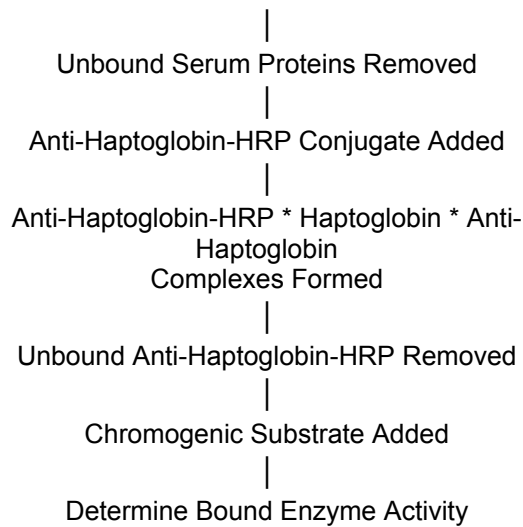 Unbound Serum Proteins Removed
Anti-Haptoglobin-HRP Conjugate Added
Anti-Haptoglobin-HRP * Haptoglobin * Anti-
Haptoglobin
Complexes Formed
Unbound Anti-Haptoglobin-HRP Removed
Chromogenic Substrate Added
Determine Bound Enzyme Activity